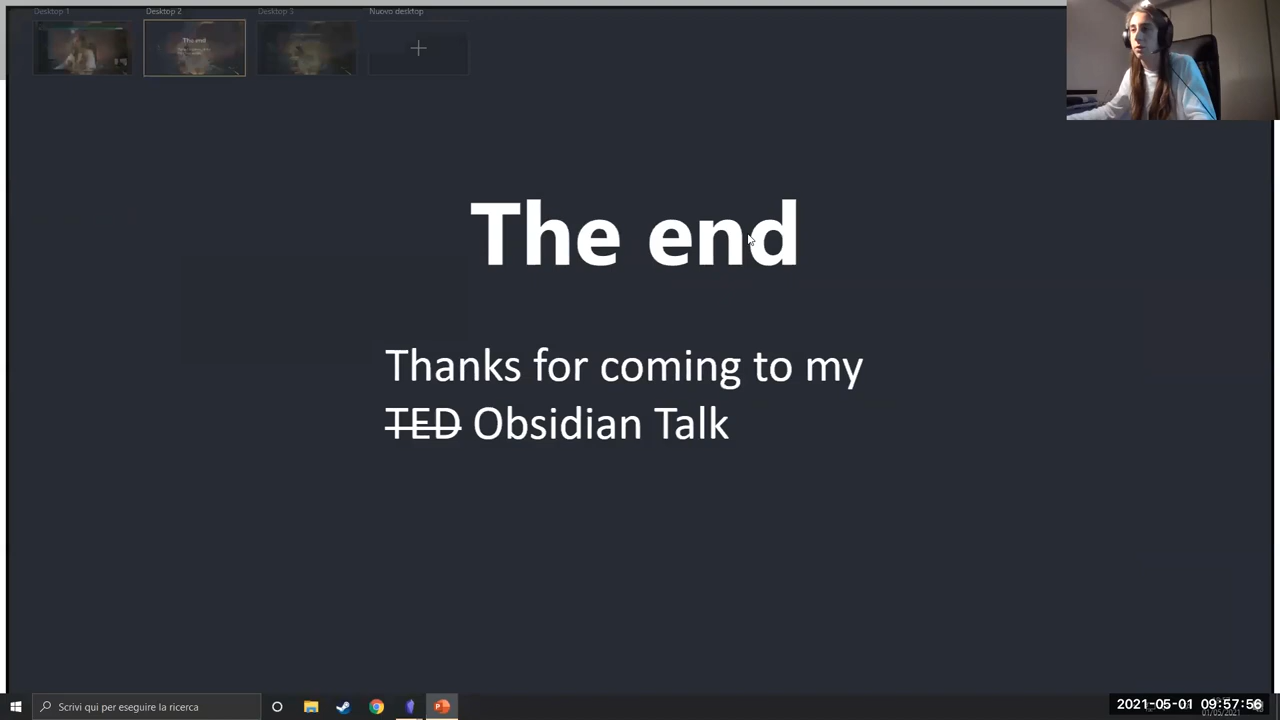 Desktop 1
Desktop 2
Desktop 3
Nuovo desktop
The end
The end
Thanks for coming to my
TED Obsidian Talk
Scrivi qui per eseguire la ricerca
2021-05-01 09:57:56